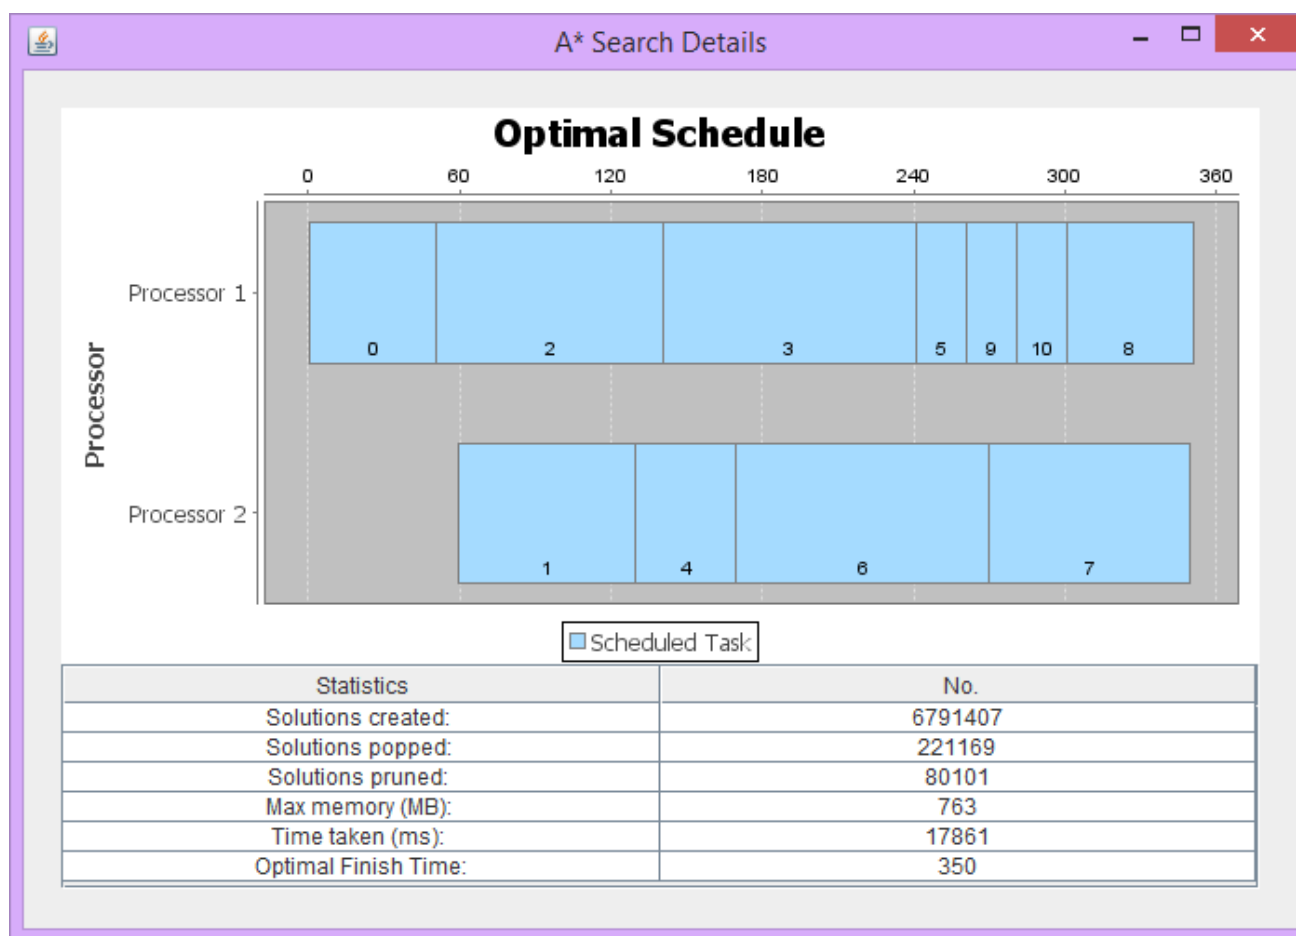 A* Search Details
Optimal Schedule
0 60 120 180 240 300 360
Processor
Processor 1
0 2 3 5 9 10 8
Processor 2
1 4 6 7
Scheduled Task
Statistics No.
Solutions created: 6791407
Solutions popped: 221169
Solutions pruned: 80101
Max memory (MB): 763
Time taken (ms): 17861
Optimal Finish Time: 350